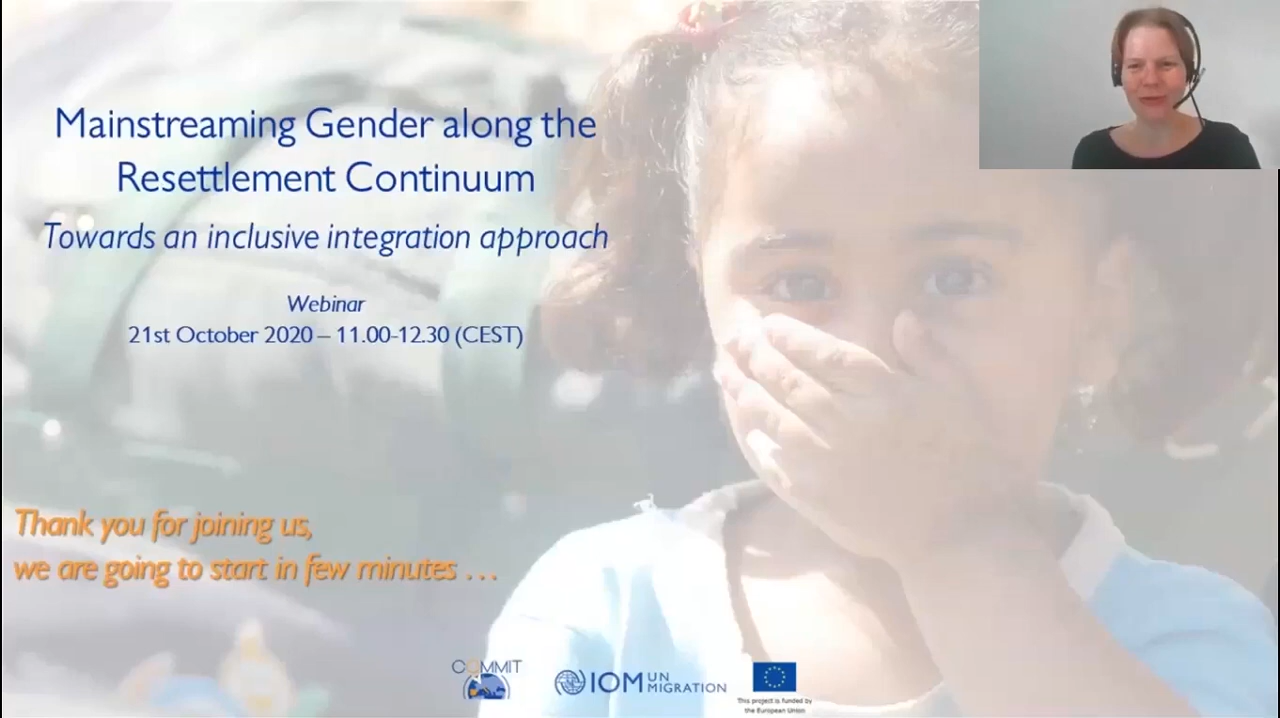 Mainstreaming Gender along the
Resettlement Continuum
Towards an inclusive integration approach
Webinar
21st October 2020 – 11.00-12.30 (CEST)
Thank you for joining us,
we are going to start in few minutes …
COMMIT
IOM UN MIGRATION
This project is funded by
the European Union